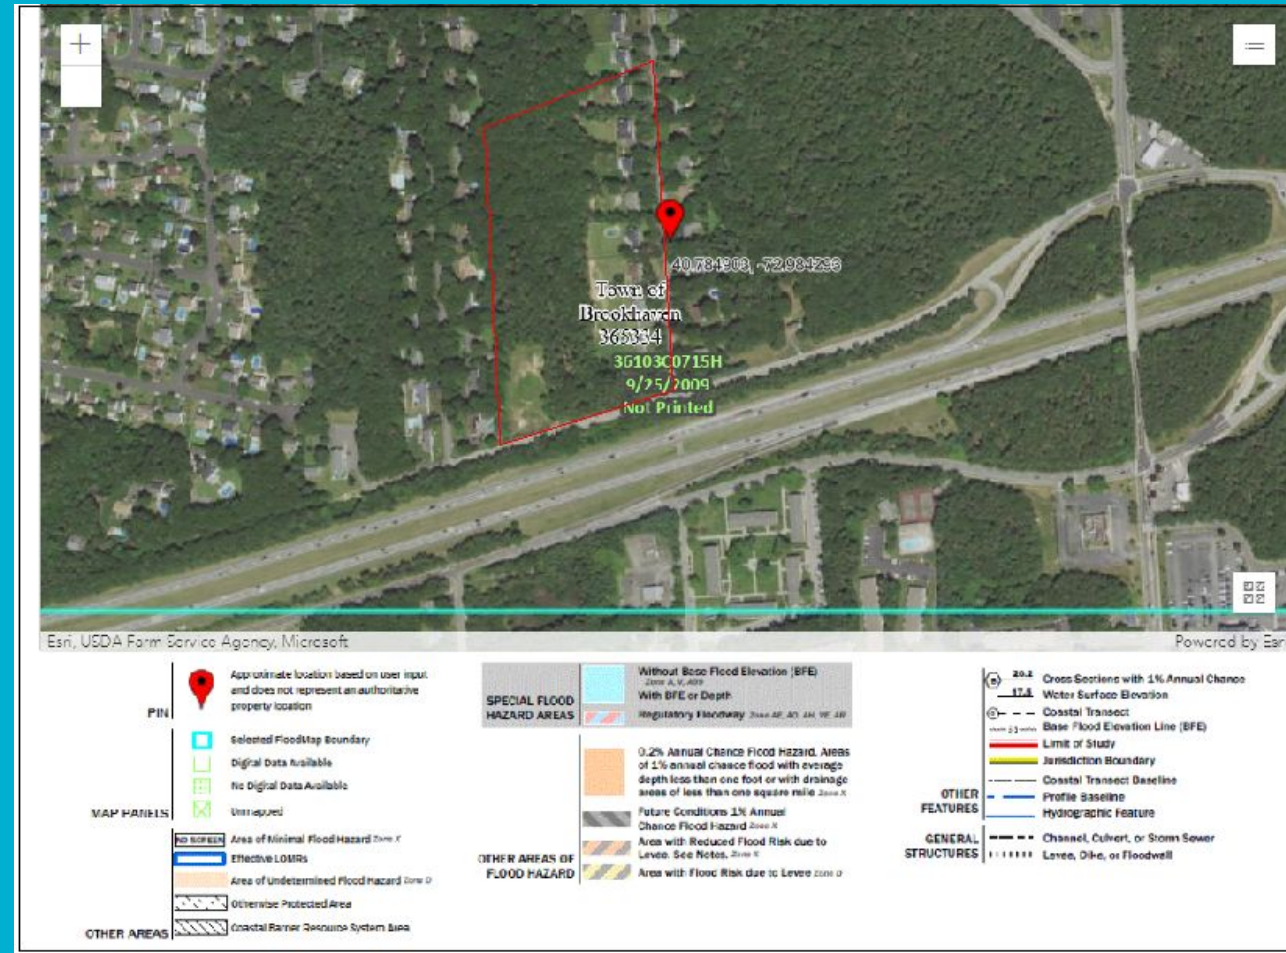 40.784903, -72.984293
Town of
Brookhaven
365334
36103C0715H
9/25/2009
Not Printed
Esri, USDA Farm Service Agency, Microsoft
Powered by Esri
PIN
Approximate location based on user input
and does not represent an authoritative
property location
MAP PANELS
Selected FloodMap Boundary
Digital Data Available
No Digital Data Available
Unmapped
OTHER AREAS
NO SCREEN Area of Minimal Flood Hazard Zone X
Effective LOMRs
Area of Undetermined Flood Hazard Zone D
Otherwise Protected Area
Coastal Barrier Resource System Area
SPECIAL FLOOD
HAZARD AREAS
Without Base Flood Elevation (BFE)
Zone A, V, A99
With BFE or Depth
Regulatory Floodway Zone AE, AO, AH, VE, AR
OTHER AREAS OF
FLOOD HAZARD
0.2% Annual Chance Flood Hazard, Areas
of 1% annual chance flood with average
depth less than one foot or with drainage
areas of less than one square mile Zone X
Future Conditions 1% Annual
Chance Flood Hazard Zone X
Area with Reduced Flood Risk due to
Levee. See Notes. Zone X
Area with Flood Risk due to Levee Zone D
OTHER
FEATURES
20.2 Cross Sections with 1% Annual Chance
17.5 Water Surface Elevation
Coastal Transect
Base Flood Elevation Line (BFE)
Limit of Study
Jurisdiction Boundary
Coastal Transect Baseline
Profile Baseline
Hydrographic Feature
GENERAL
STRUCTURES
Channel, Culvert, or Storm Sewer
Levee, Dike, or Floodwall